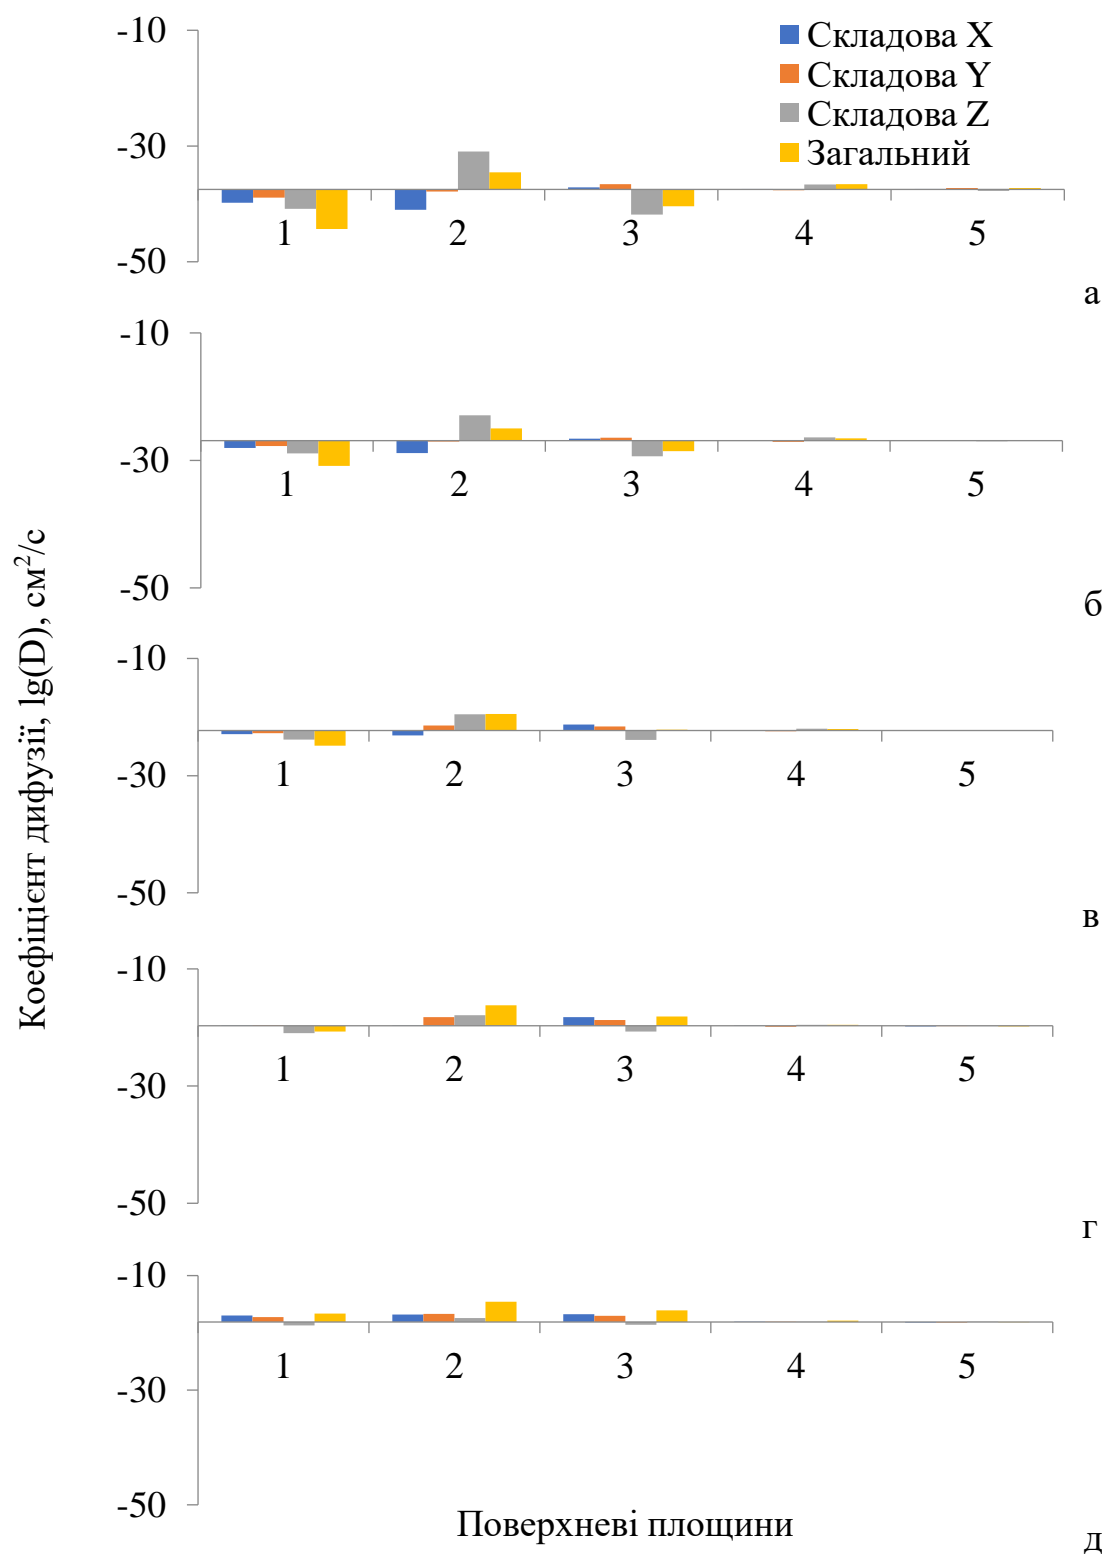 -10
Складова X
Складова Y
Складова Z
Загальний
-30
1 2 3 4 5
-50
а
-10
-30
1 2 3 4 5
-50
б
Коефіцієнт дифузії, lg(D), см²/с
-10
-30
1 2 3 4 5
-50
в
-10
1 2 3 4 5
-30
-50
г
-10
1 2 3 4 5
-30
-50
Поверхневі площини
д